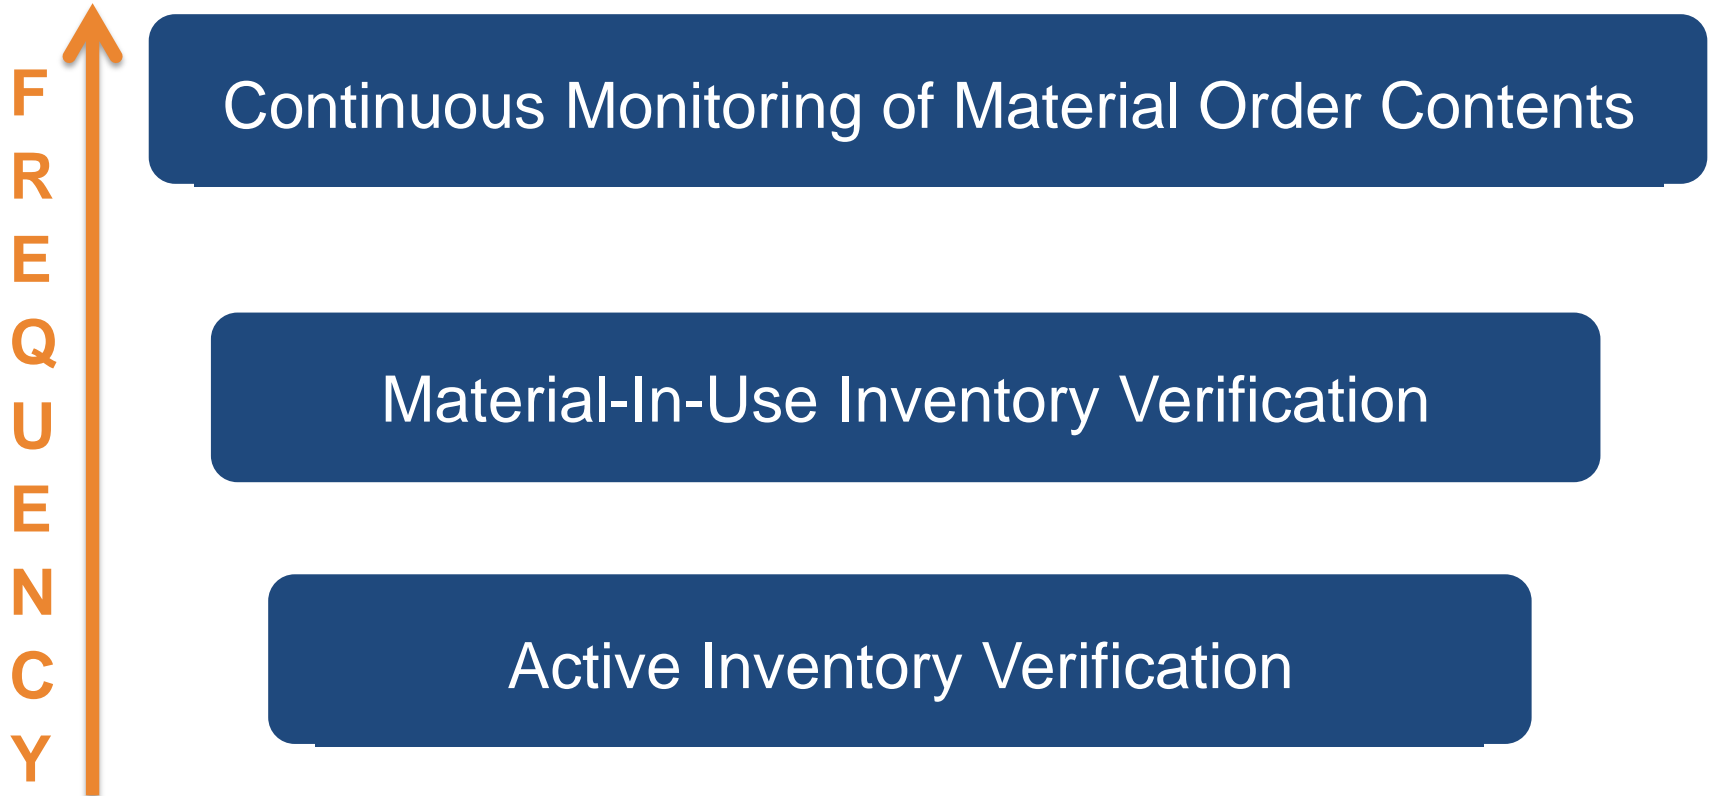 FREQUENCY
Continuous Monitoring of Material Order Contents
Material-In-Use Inventory Verification
Active Inventory Verification